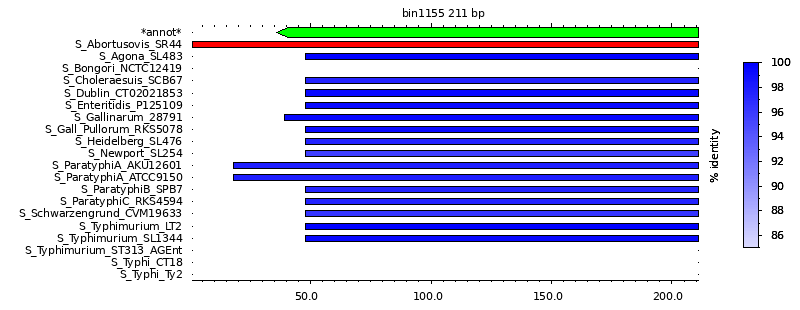 bin1155 211 bp
*annot*
S_Abortusovis_SR44
S_Agona_SL483
S_Bongori_NCTC12419
S_Choleraesuis_SCB67
S_Dublin_CT02021853
S_Enteritidis_P125109
S_Gallinarum_28791
S_Gall_Pullorum_RKS5078
S_Heidelberg_SL476
S_Newport_SL254
S_ParatyphiA_AKU12601
S_ParatyphiA_ATCC9150
S_ParatyphiB_SPB7
S_ParatyphiC_RKS4594
S_Schwarzengrund_CVM19633
S_Typhimurium_LT2
S_Typhimurium_SL1344
S_Typhimurium_ST313_AGEnt
S_Typhi_CT18
S_Typhi_Ty2
50.0 100.0 150.0 200.0
% identity
100
98
96
94
92
90
88
86